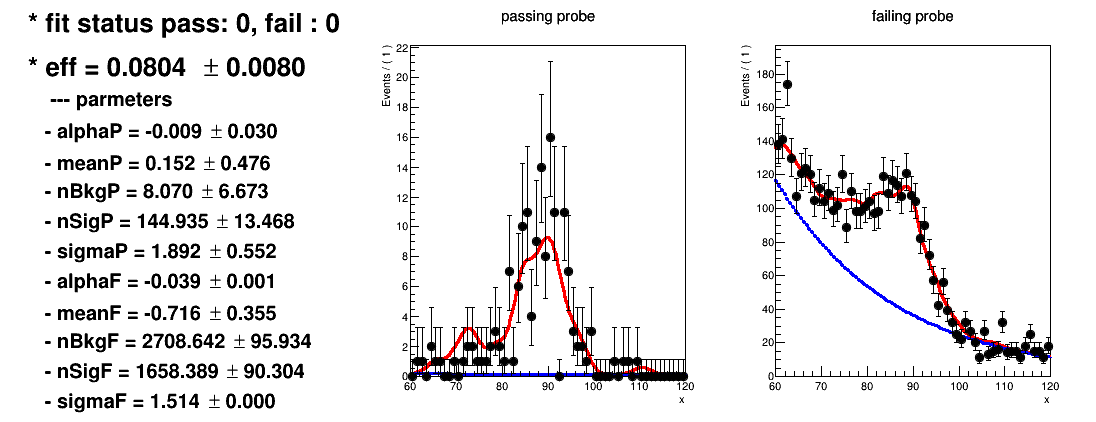 * fit status pass: 0, fail : 0
* eff = 0.0804 ± 0.0080
--- parmeters
- alphaP = -0.009 ± 0.030
- meanP = 0.152 ± 0.476
- nBkgP = 8.070 ± 6.673
- nSigP = 144.935 ± 13.468
- sigmaP = 1.892 ± 0.552
- alphaF = -0.039 ± 0.001
- meanF = -0.716 ± 0.355
- nBkgF = 2708.642 ± 95.934
- nSigF = 1658.389 ± 90.304
- sigmaF = 1.514 ± 0.000
passing probe
Events / ( 1 )
22
20
18
16
14
12
10
8
6
4
2
0
60 70 80 90 100 110 120
x
failing probe
Events / ( 1 )
180
160
140
120
100
80
60
40
20
0
60 70 80 90 100 110 120
x